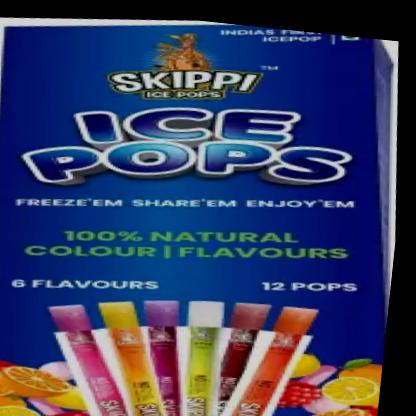 INDIAS FIRST
ICEPOP
SKIPPI
TM
ICE POPS
ICE
POPS
FREEZE'EM SHARE'EM ENJOY'EM
100% NATURAL
COLOUR | FLAVOURS
6 FLAVOURS 12 POPS